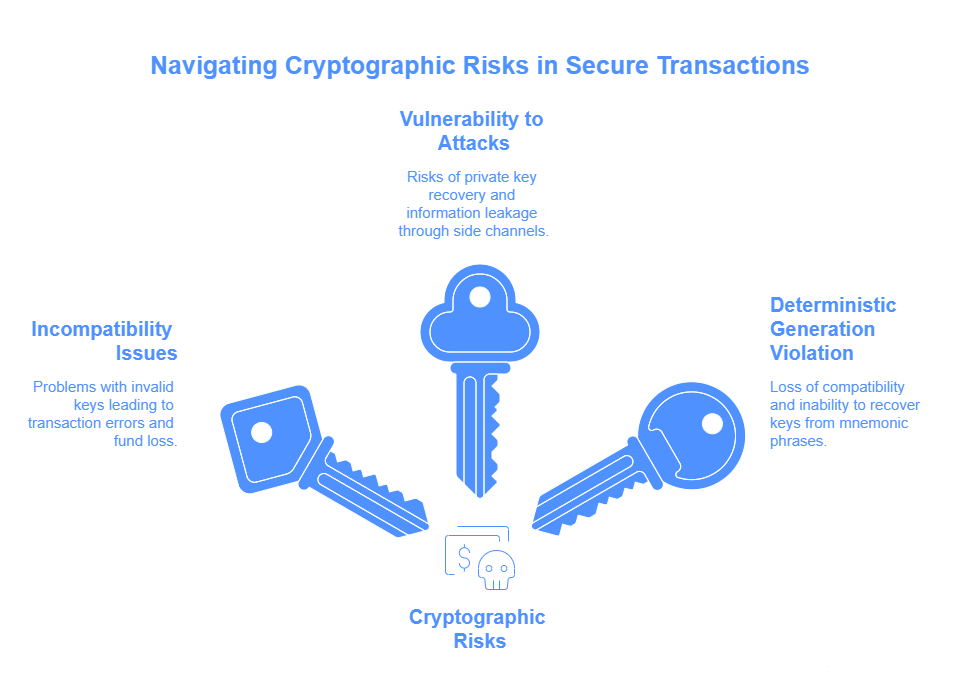 Navigating Cryptographic Risks in Secure Transactions
Vulnerability to
Attacks
Risks of private key
recovery and
information leakage
through side channels.
Incompatibility
Issues
Problems with invalid
keys leading to
transaction errors and
fund loss.
Deterministic
Generation
Violation
Loss of compatibility
and inability to recover
keys from mnemonic
phrases.
$
Cryptographic
Risks